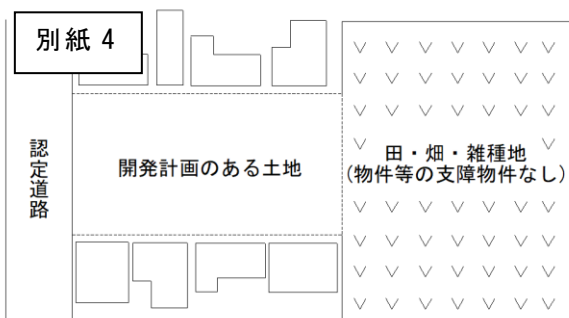 別紙4
認定道路
開発計画のある土地
田・畑・雑種地
(物件等の支障物件なし)